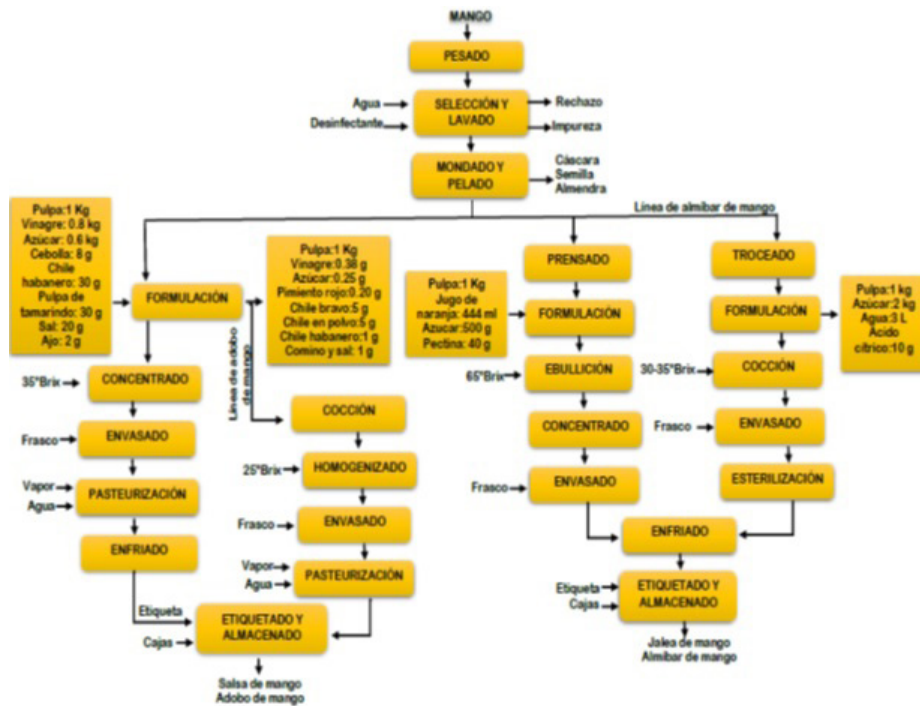 MANGO
PESADO
Agua
Desinfectante
SELECCIÓN Y
LAVADO
Rechazo
Impureza
MONDADO Y
PELADO
Cáscara
Semilla
Almendra
Línea de almíbar de mango
Pulpa:1 Kg
Vinagre: 0.8 kg
Azúcar: 0.6 kg
Cebolla: 8 g
Chile
habanero: 30 g
Pulpa de
tamarindo: 30 g
Sal: 20 g
Ajo: 2 g
FORMULACIÓN
Pulpa:1 Kg
Vinagre:0.38 g
Azúcar:0.25 g
Pimiento rojo:0.20 g
Chile bravo:5 g
Chile en polvo:5 g
Chile habanero:1 g
Comino y sal: 1 g
Línea de adobo
de mango
35°Brix
CONCENTRADO
Frasco
ENVASADO
Vapor
Agua
PASTEURIZACIÓN
ENFRIADO
COCCIÓN
25°Brix
HOMOGENIZADO
Frasco
ENVASADO
Vapor
Agua
PASTEURIZACIÓN
Etiqueta
Cajas
ETIQUETADO Y
ALMACENADO
Salsa de mango
Adobo de mango
PRENSADO
Pulpa:1 Kg
Jugo de
naranja: 444 ml
Azucar:500 g
Pectina: 40 g
FORMULACIÓN
65°Brix
EBULLICIÓN
CONCENTRADO
Frasco
ENVASADO
TROCEADO
FORMULACIÓN
Pulpa:1 kg
Azúcar:2 kg
Agua:3 L
Ácido
cítrico:10 g
30-35°Brix
COCCIÓN
Frasco
ENVASADO
ESTERILIZACIÓN
ENFRIADO
Etiqueta
Cajas
ETIQUETADO Y
ALMACENADO
Jalea de mango
Almíbar de mango